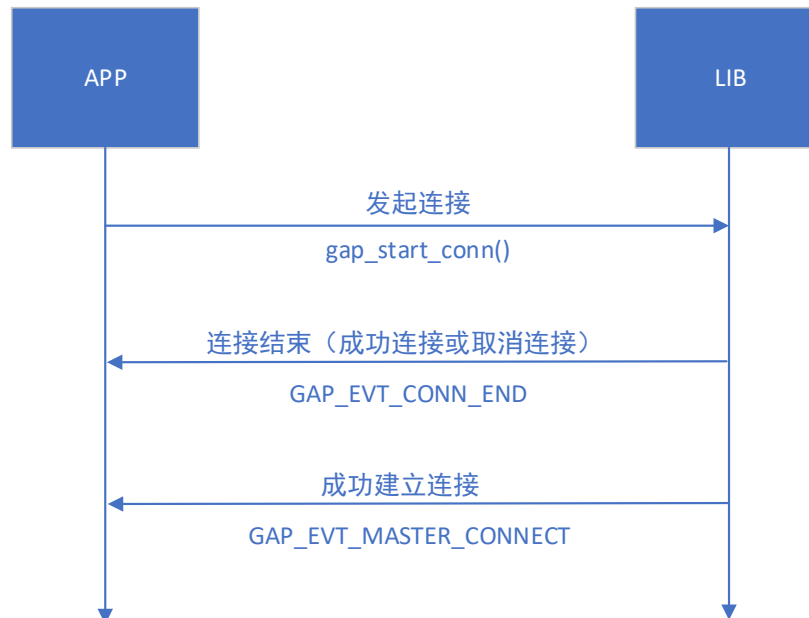 APP
LIB
发起连接
gap_start_conn()
连接结束（成功连接或取消连接）
GAP_EVT_CONN_END
成功建立连接
GAP_EVT_MASTER_CONNECT